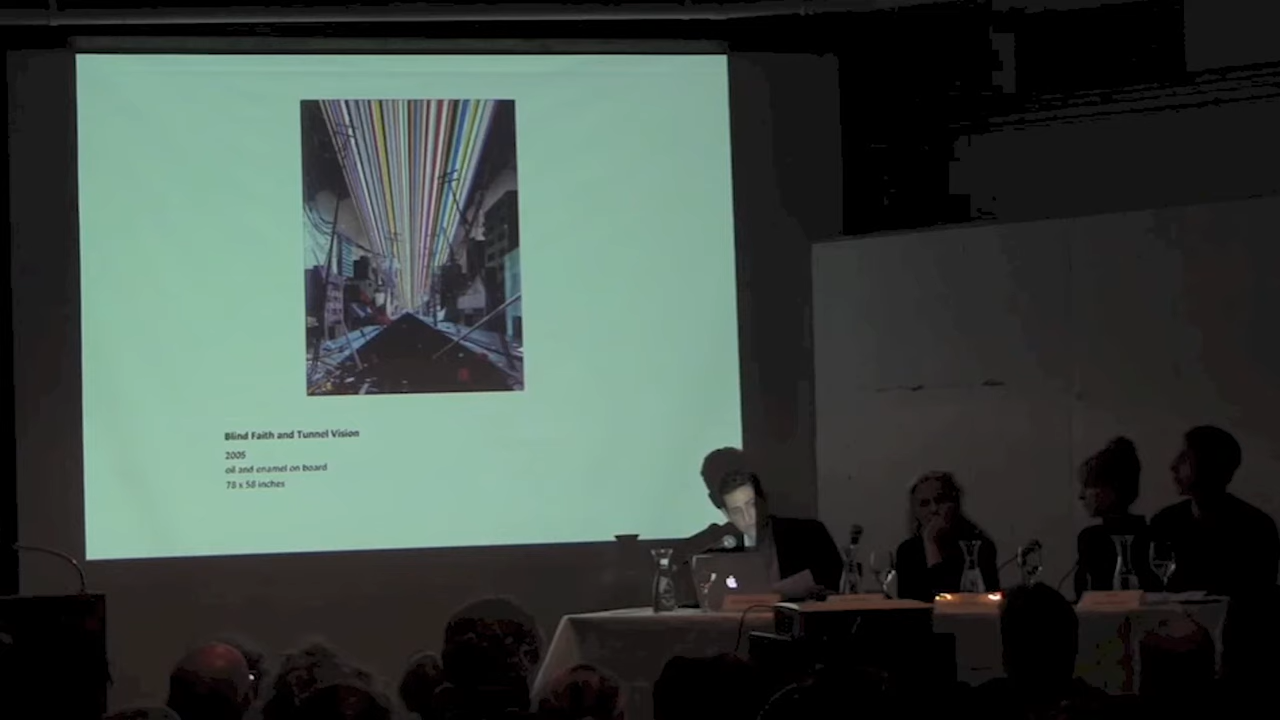 Blind Faith and Tunnel Vision
2005
oil and enamel on board
78 x 58 inches